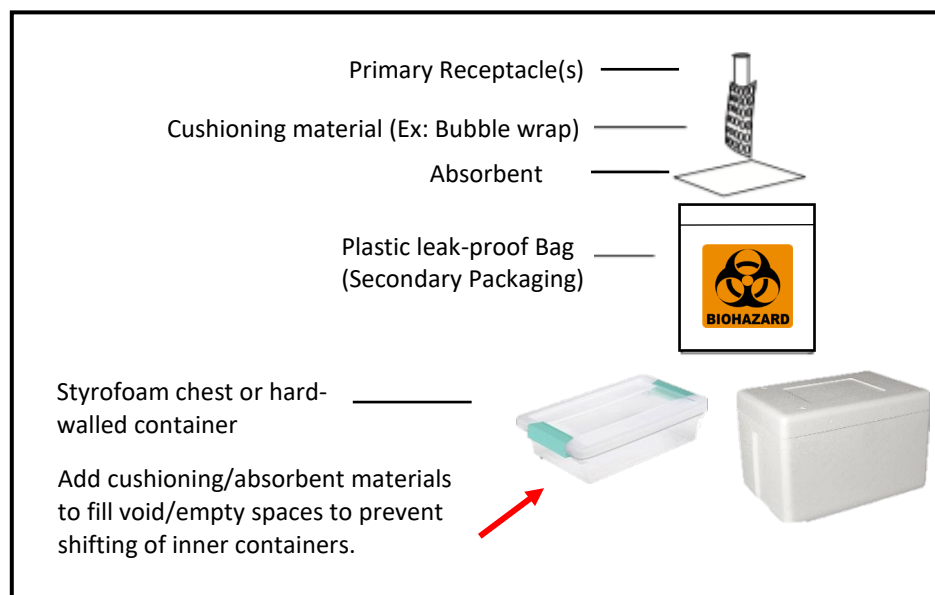 Primary Receptacle(s)
Cushioning material (Ex: Bubble wrap)
Absorbent
Plastic leak-proof Bag
(Secondary Packaging)
BIOHAZARD
Styrofoam chest or hard-
walled container
Add cushioning/absorbent materials
to fill void/empty spaces to prevent
shifting of inner containers.